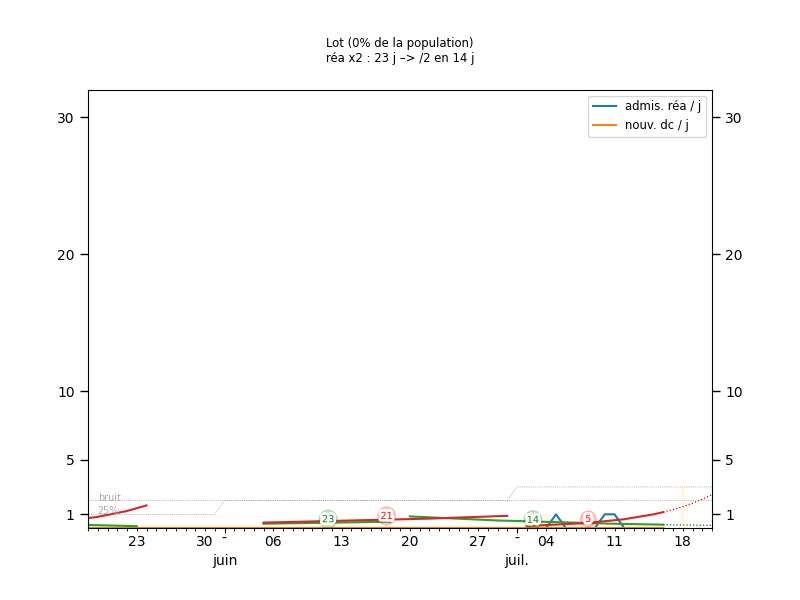 Lot (0% de la population)
réa x2 : 23 j –> /2 en 14 j
admis. réa / j
nouv. dc / j
30 30
20 20
10 10
5 5
1 1
bruit
25%
23 21 14 5
23 30 - 06 13 20 27 - 04 11 18
juin juil.